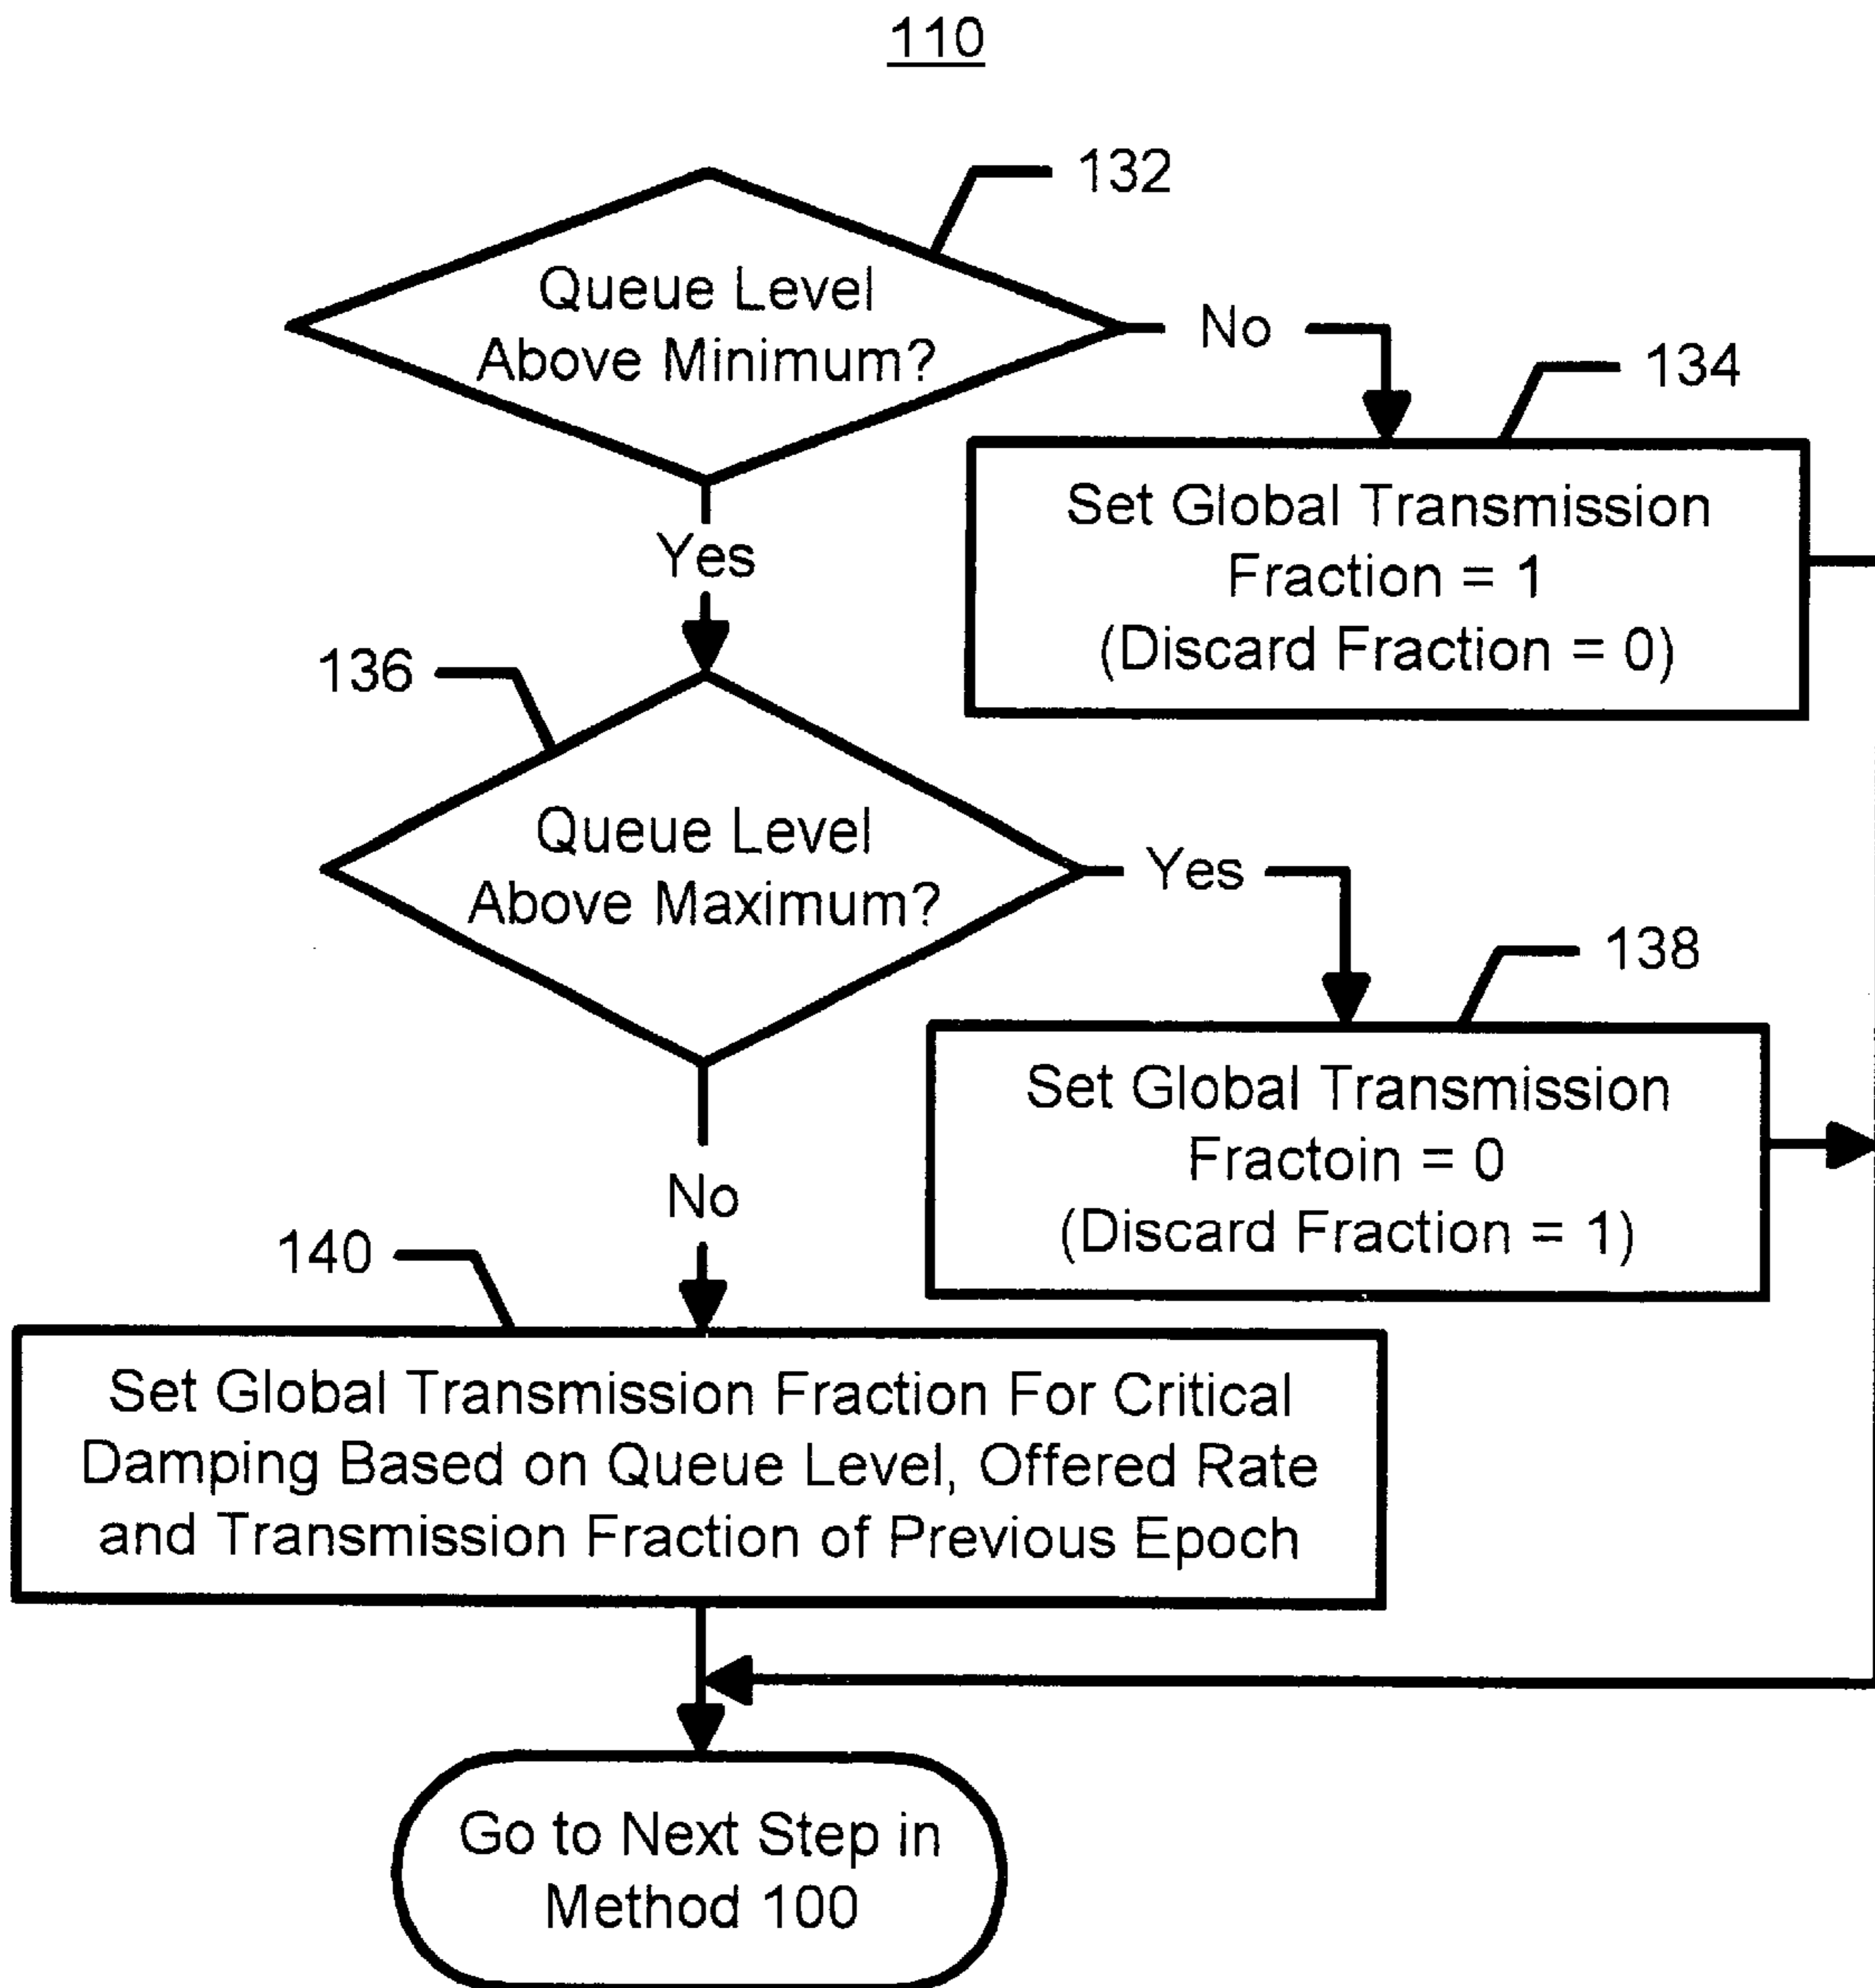 110
132
Queue Level
Above Minimum?
No
134
Set Global Transmission
Fraction = 1
(Discard Fraction = 0)
Yes
136
Queue Level
Above Maximum?
Yes
138
Set Global Transmission
Fractoin = 0
(Discard Fraction = 1)
No
140
Set Global Transmission Fraction For Critical
Damping Based on Queue Level, Offered Rate
and Transmission Fraction of Previous Epoch
Go to Next Step in
Method 100